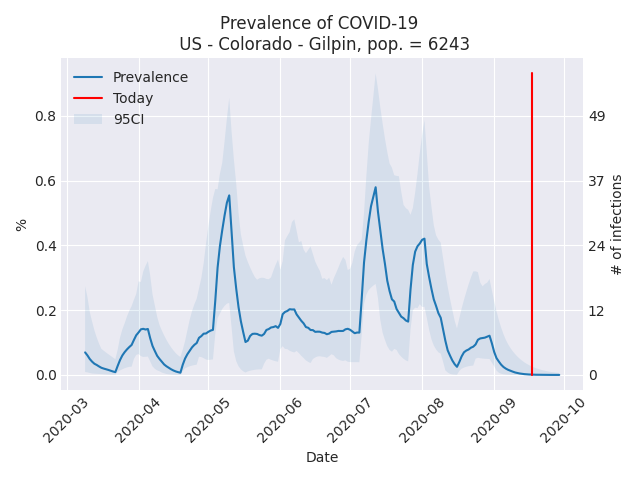 Prevalence of COVID-19
US - Colorado - Gilpin, pop. = 6243
Prevalence
Today
95CI
0.8
0.6
0.4
0.2
0.0
%
49
37
24
12
0
# of infections
2020-03
2020-04
2020-05
2020-06
2020-07
2020-08
2020-09
2020-10
Date